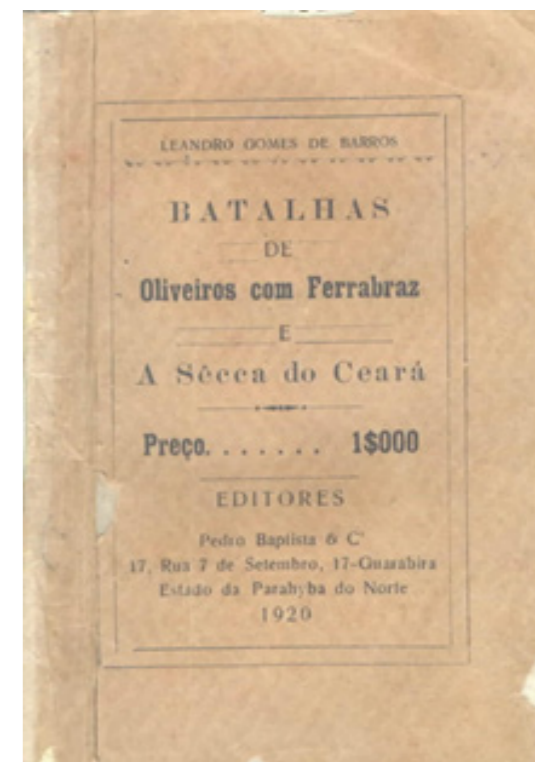 LEANDRO GOMES DE BARROS
BATALHAS
DE
Oliveiros com Ferrabraz
E
A Sêcca do Ceará
Preço. . . . . . . 1$000
EDITORES
Pedro Baptista & Cª
17, Rua 7 de Setembro, 17-Guarabira
Estado da Parahyba do Norte
1920